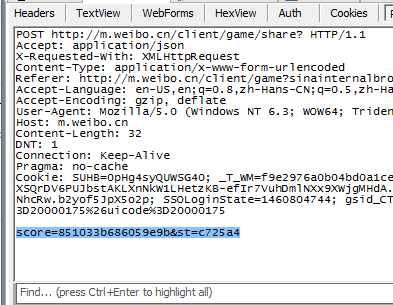 Headers TextView WebForms HexView Auth Cookies
POST http://m.weibo.cn/client/game/share? HTTP/1.1
Accept: application/json
X-Requested-With: XMLHttpRequest
Content-Type: application/x-www-form-urlencoded
Referer: http://m.weibo.cn/client/game?sinainternalbro
Accept-Language: en-US,en;q=0.8,zh-Hans-CN;q=0.5,zh-Han
Accept-Encoding: gzip, deflate
User-Agent: Mozilla/5.0 (Windows NT 6.3; WOW64; Triden
Host: m.weibo.cn
Content-Length: 32
DNT: 1
Connection: Keep-Alive
Pragma: no-cache
Cookie: SUHB=0pHg4syQUWSG4O; _T_WM=f9e2976a0b04bd0a1ce
XSQrDV6PUJbstAKLXnNkW1LHetzKB-efIr7VuhDmlNXx9XWjgMHdA.
NhcRw.b2yof5JpX5o2p; SSOLoginState=1460804744; gsid_CT
3D20000175%26uicode%3D20000175
score=851033b686059e9b&st=c725a4
Find... (press Ctrl+Enter to highlight all)